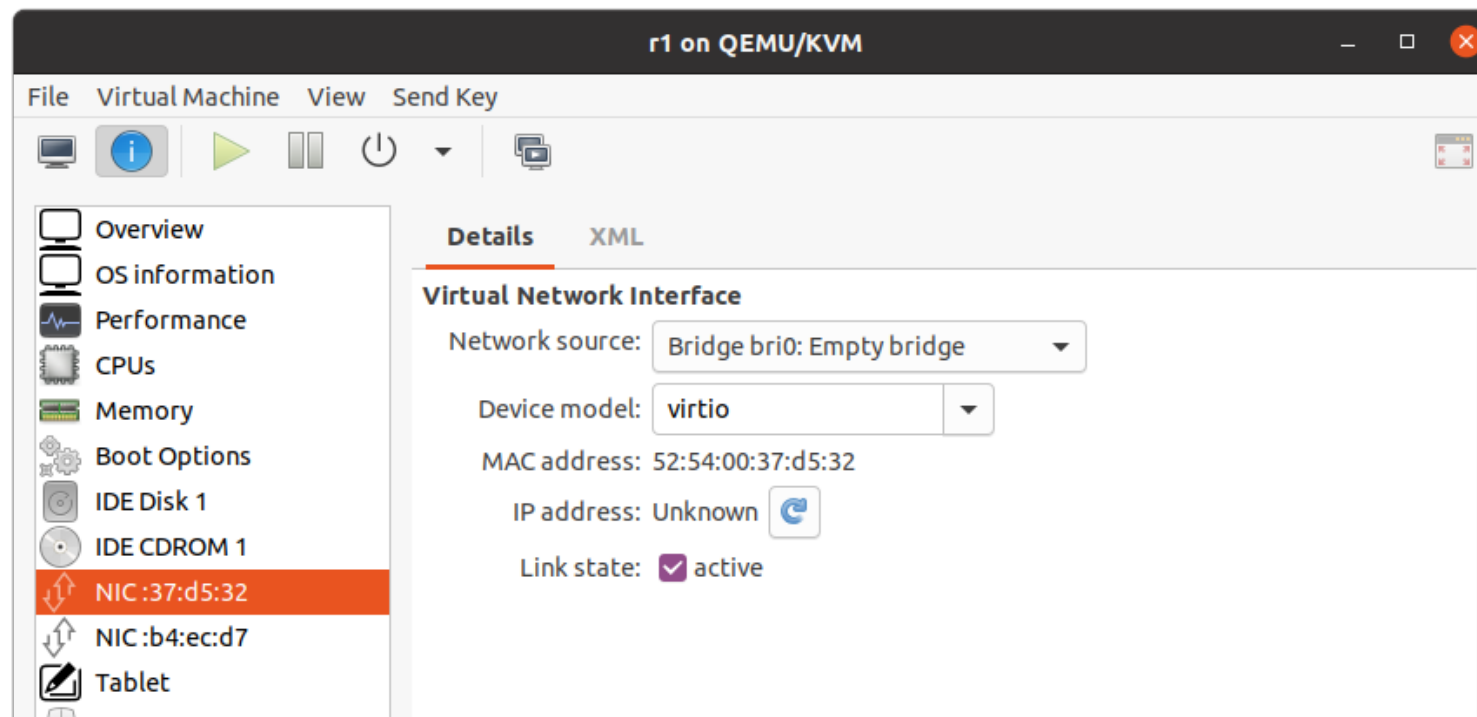 r1 on QEMU/KVM
File Virtual Machine View Send Key
Overview
OS information
Performance
CPUs
Memory
Boot Options
IDE Disk 1
IDE CDROM 1
NIC :37:d5:32
NIC :b4:ec:d7
Tablet
Details XML
Virtual Network Interface
Network source: Bridge bri0: Empty bridge
Device model: virtio
MAC address: 52:54:00:37:d5:32
IP address: Unknown
Link state: active